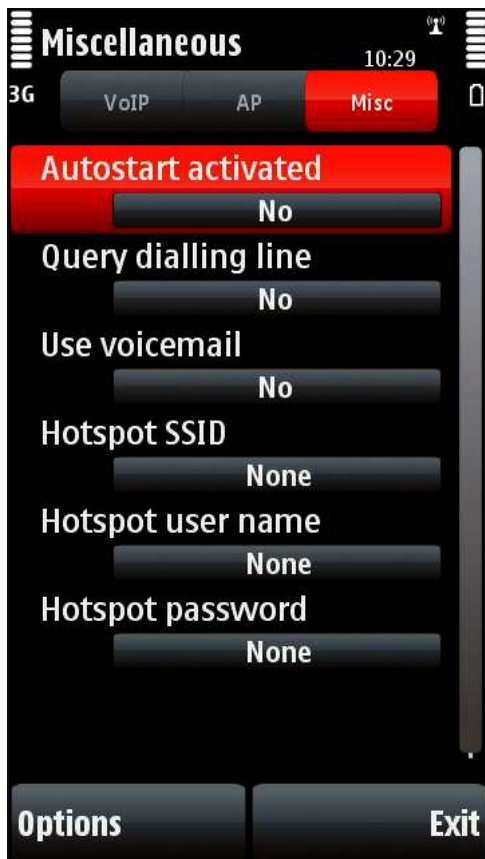 Miscellaneous
10:29
3G
VoIP AP Misc
Autostart activated
No
Query dialling line
No
Use voicemail
No
Hotspot SSID
None
Hotspot user name
None
Hotspot password
None
Options Exit